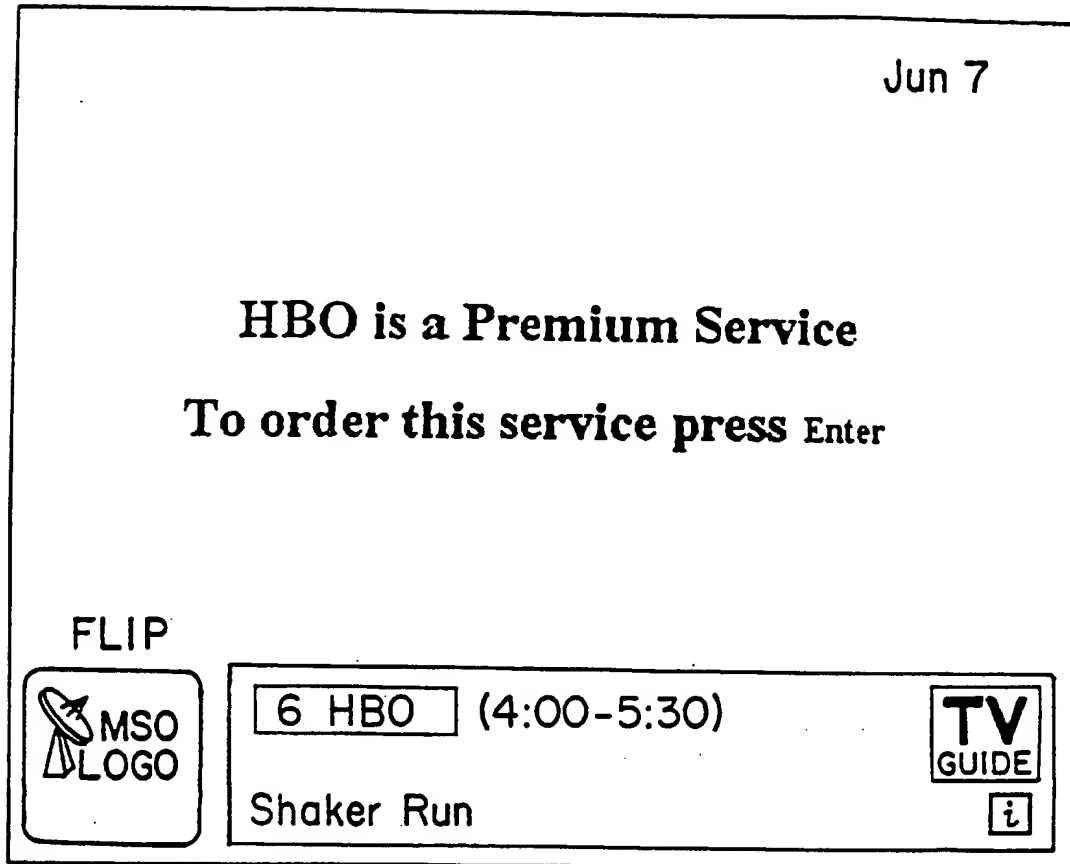 Jun 7
HBO is a Premium Service
To order this service press Enter
FLIP
MSO
LOGO
6 HBO (4:00-5:30)
TV
GUIDE
Shaker Run
i